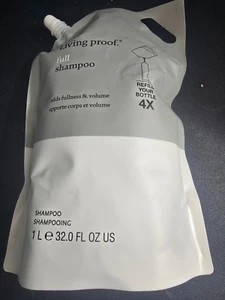 living proof.®
full
shampoo
adds fullness & volume
apporte corps et volume
REFILL
YOUR
BOTTLE
4X
SHAMPOO
SHAMPOOING
1 L ℮ 32.0 FL OZ US